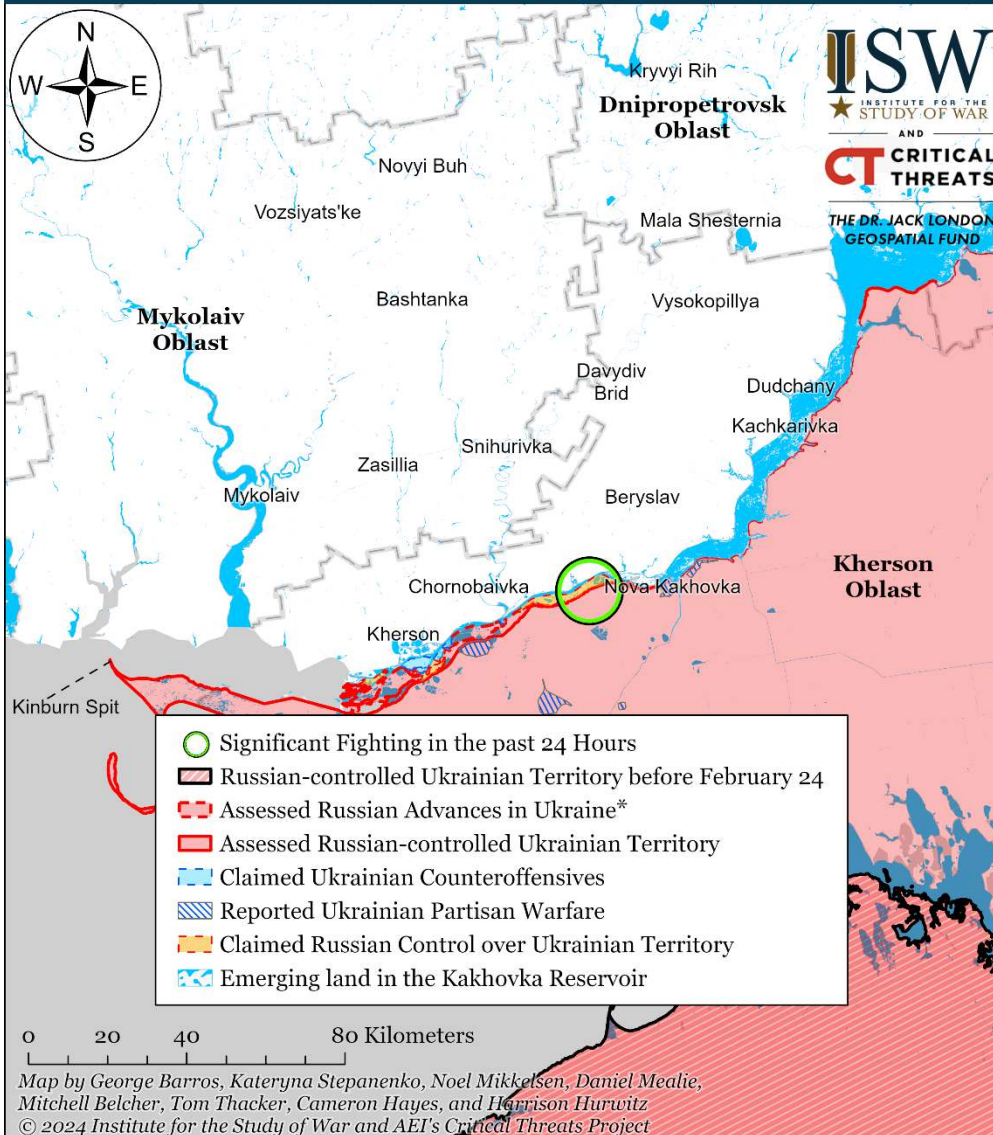 N
W
E
S
ISW
INSTITUTE FOR THE
STUDY OF WAR
AND
CT CRITICAL
THREATS
THE DR. JACK LONDON
GEOSPATIAL FUND
Kryvyi Rih
Dnipropetrovsk
Oblast
Novyi Buh
Vozsiyats'ke
Mala Shesternia
Bashtanka
Vysokopillya
Mykolaiv
Oblast
Davydiv
Brid
Dudchany
Kachkarivka
Snihurivka
Zasillia
Mykolaiv
Beryslav
Kherson
Oblast
Chornobaivka
Nova Kakhovka
Kherson
Kinburn Spit
Significant Fighting in the past 24 Hours
Russian-controlled Ukrainian Territory before February 24
Assessed Russian Advances in Ukraine*
Assessed Russian-controlled Ukrainian Territory
Claimed Ukrainian Counteroffensives
Reported Ukrainian Partisan Warfare
Claimed Russian Control over Ukrainian Territory
Emerging land in the Kakhovka Reservoir
0 20 40 80 Kilometers
Map by George Barros, Kateryna Stepanenko, Noel Mikkelsen, Daniel Mealie,
Mitchell Belcher, Tom Thacker, Cameron Hayes, and Harrison Hurwitz
© 2024 Institute for the Study of War and AEI's Critical Threats Project